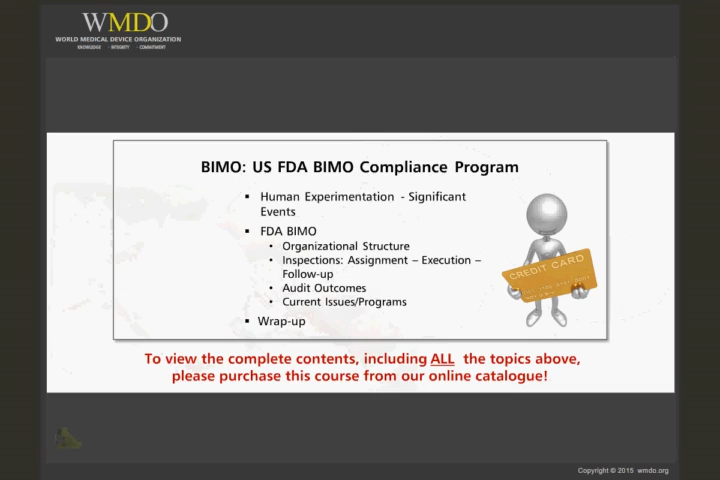 WMDO
WORLD MEDICAL DEVICE ORGANIZATION
KNOWLEDGE · INTEGRITY · COMMITMENT
BIMO: US FDA BIMO Compliance Program
▪ Human Experimentation - Significant
Events
▪ FDA BIMO
• Organizational Structure
• Inspections: Assignment – Execution –
Follow-up
• Audit Outcomes
• Current Issues/Programs
▪ Wrap-up
CREDIT CARD
To view the complete contents, including ALL the topics above,
please purchase this course from our online catalogue!
Copyright © 2015 wmdo.org